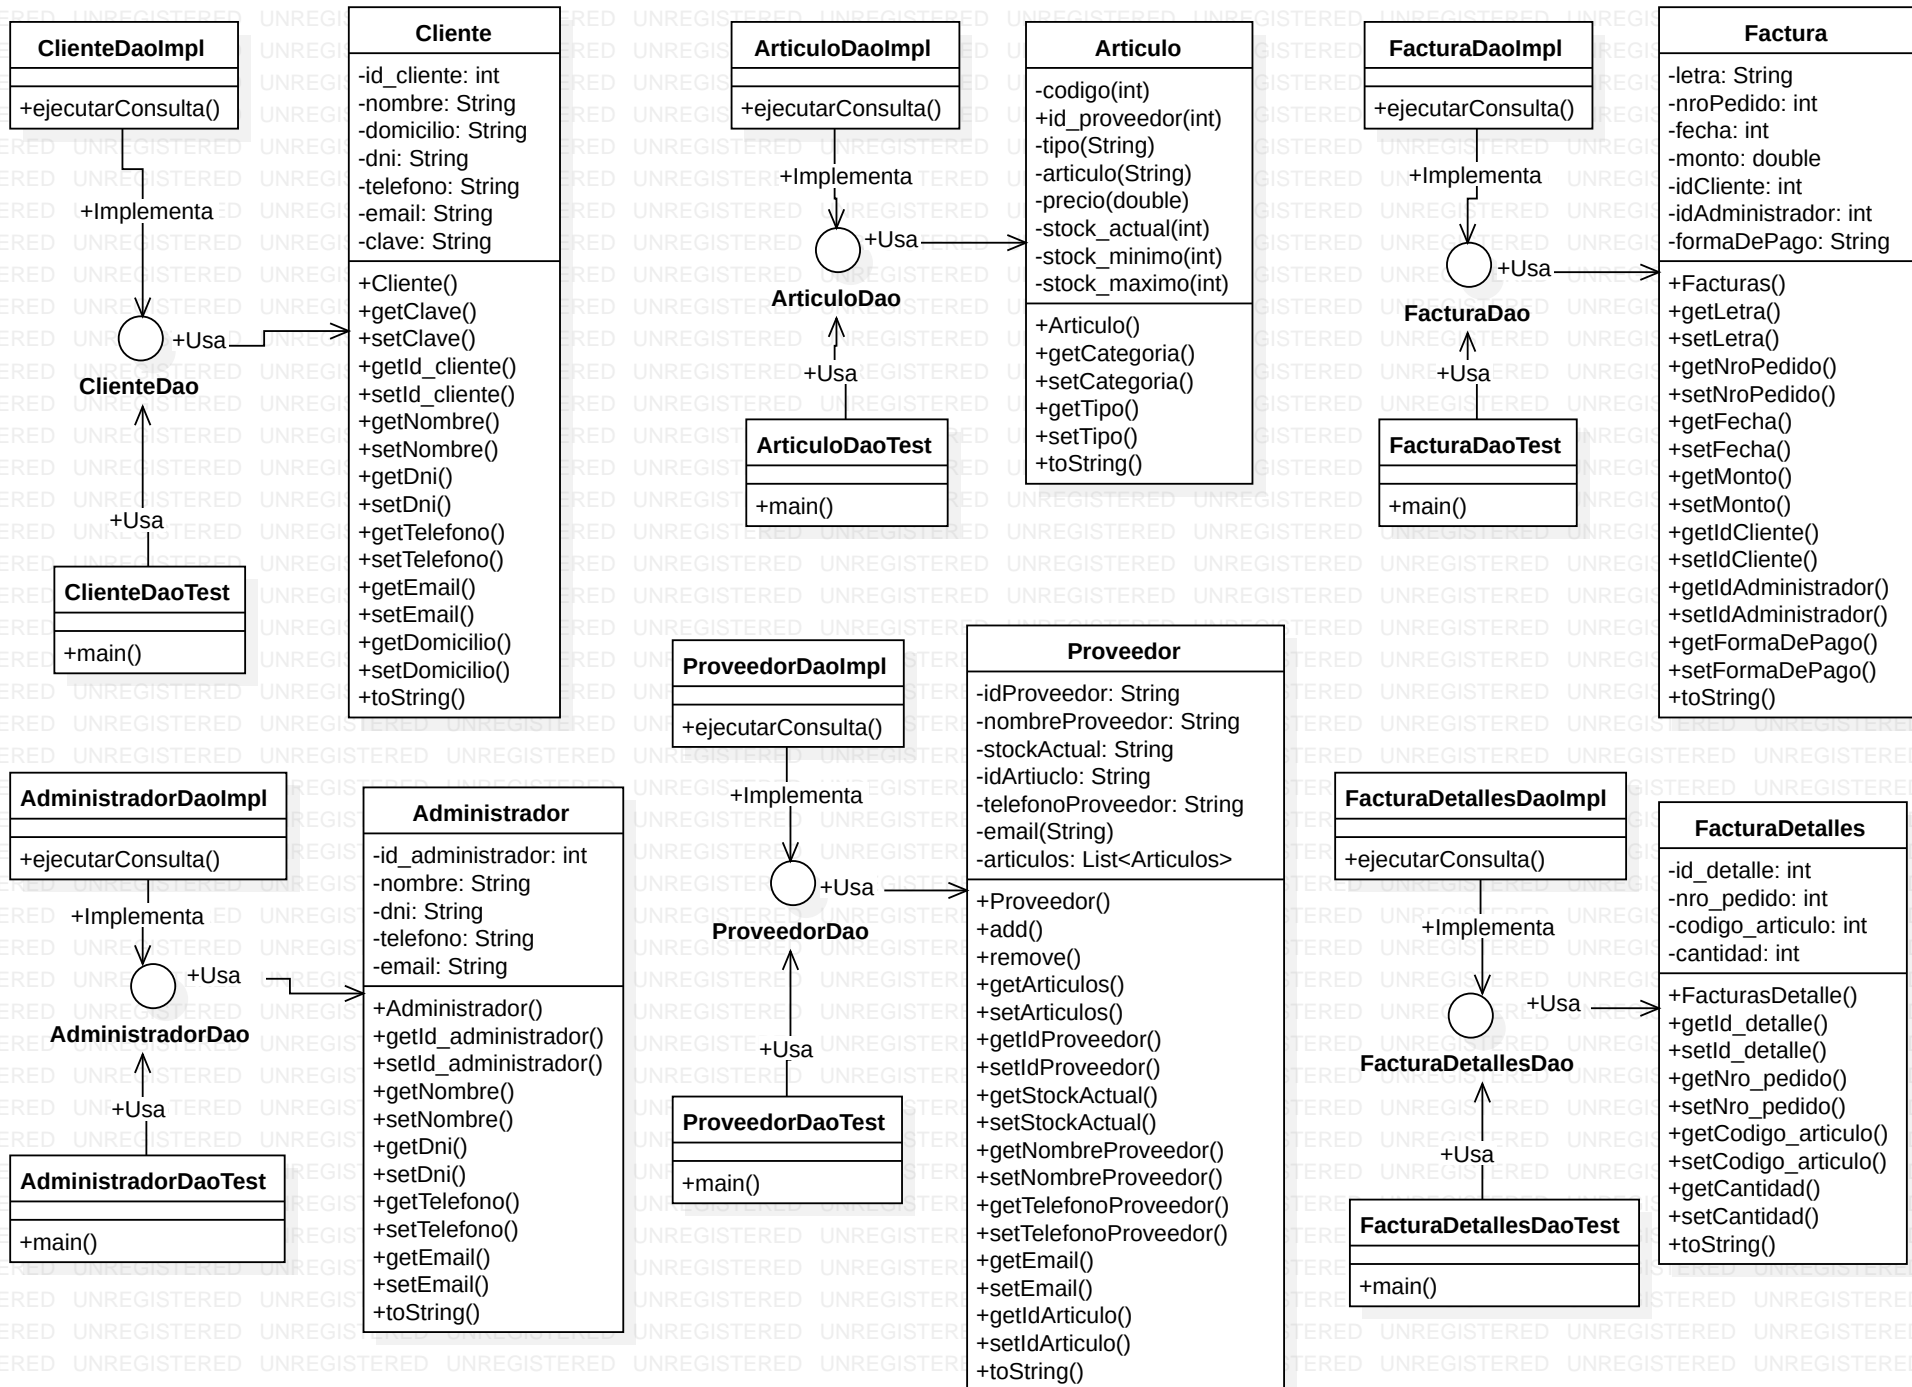 ClienteDaoImpl
+ejecutarConsulta()
+Implementa
ClienteDao
+Usa
+Usa
ClienteDaoTest
+main()
Cliente
-id_cliente: int
-nombre: String
-domicilio: String
-dni: String
-telefono: String
-email: String
-clave: String
+Cliente()
+getClave()
+setClave()
+getId_cliente()
+setId_cliente()
+getNombre()
+setNombre()
+getDni()
+setDni()
+getTelefono()
+setTelefono()
+getEmail()
+setEmail()
+getDomicilio()
+setDomicilio()
+toString()
ArticuloDaoImpl
+ejecutarConsulta()
+Implementa
+Usa
ArticuloDao
+Usa
ArticuloDaoTest
+main()
Articulo
-codigo(int)
+id_proveedor(int)
-tipo(String)
-articulo(String)
-precio(double)
-stock_actual(int)
-stock_minimo(int)
-stock_maximo(int)
+Articulo()
+getCategoria()
+setCategoria()
+getTipo()
+setTipo()
+toString()
FacturaDaoImpl
+ejecutarConsulta()
+Implementa
+Usa
FacturaDao
+Usa
FacturaDaoTest
+main()
Factura
-letra: String
-nroPedido: int
-fecha: int
-monto: double
-idCliente: int
-idAdministrador: int
-formaDePago: String
+Facturas()
+getLetra()
+setLetra()
+getNroPedido()
+setNroPedido()
+getFecha()
+setFecha()
+getMonto()
+setMonto()
+getIdCliente()
+setIdCliente()
+getIdAdministrador()
+setIdAdministrador()
+getFormaDePago()
+setFormaDePago()
+toString()
AdministradorDaoImpl
+ejecutarConsulta()
+Implementa
+Usa
AdministradorDao
+Usa
AdministradorDaoTest
+main()
Administrador
-id_administrador: int
-nombre: String
-dni: String
-telefono: String
-email: String
+Administrador()
+getId_administrador()
+setId_administrador()
+getNombre()
+setNombre()
+getDni()
+setDni()
+getTelefono()
+setTelefono()
+getEmail()
+setEmail()
+toString()
ProveedorDaoImpl
+ejecutarConsulta()
+Implementa
+Usa
ProveedorDao
+Usa
ProveedorDaoTest
+main()
Proveedor
-idProveedor: String
-nombreProveedor: String
-stockActual: String
-idArtiuclo: String
-telefonoProveedor: String
-email(String)
-articulos: List<Articulos>
+Proveedor()
+add()
+remove()
+getArticulos()
+setArticulos()
+getIdProveedor()
+setIdProveedor()
+getStockActual()
+setStockActual()
+getNombreProveedor()
+setNombreProveedor()
+getTelefonoProveedor()
+setTelefonoProveedor()
+getEmail()
+setEmail()
+getIdArticulo()
+setIdArticulo()
+toString()
FacturaDetallesDaoImpl
+ejecutarConsulta()
+Implementa
+Usa
FacturaDetallesDao
+Usa
FacturaDetallesDaoTest
+main()
FacturaDetalles
-id_detalle: int
-nro_pedido: int
-codigo_articulo: int
-cantidad: int
+FacturasDetalle()
+getId_detalle()
+setId_detalle()
+getNro_pedido()
+setNro_pedido()
+getCodigo_articulo()
+setCodigo_articulo()
+getCantidad()
+setCantidad()
+toString()